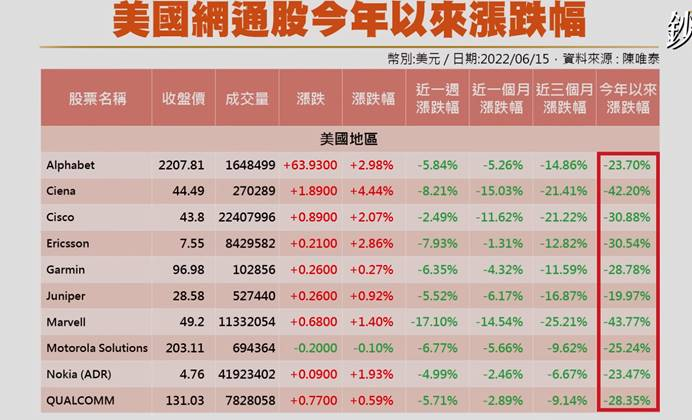 美國網通股今年以來漲跌幅
鈔
幣別:美元 / 日期:2022/06/15,資料來源:陳唯泰
股票名稱 收盤價 成交量 漲跌 漲跌幅 近一週漲跌幅 近一個月漲跌幅 近三個月漲跌幅 今年以來漲跌幅
美國地區
Alphabet 2207.81 1648499 +63.9300 +2.98% -5.84% -5.26% -14.86% -23.70%
Ciena 44.49 270289 +1.8900 +4.44% -8.21% -15.03% -21.42% -42.20%
Cisco 43.8 22407996 +0.8900 +2.07% -2.49% -11.62% -21.22% -30.88%
Ericsson 7.55 8429582 +0.2100 +2.86% -7.93% -1.31% -12.82% -30.54%
Garmin 96.98 102856 +0.2600 +0.27% -6.35% -4.32% -11.59% -28.78%
Juniper 28.58 527440 +0.2600 +0.92% -5.52% -6.17% -16.87% -19.97%
Marvell 49.2 11332054 +0.6800 +1.40% -17.10% -14.54% -25.21% -43.77%
Motorola Solutions 203.11 694364 -0.2000 -0.10% -6.77% -5.66% -9.62% -25.24%
Nokia (ADR) 4.76 41923402 +0.0900 +1.93% -4.99% -2.46% -6.67% -23.47%
QUALCOMM 131.03 7828058 +0.7700 +0.59% -5.71% -2.89% -9.14% -28.35%